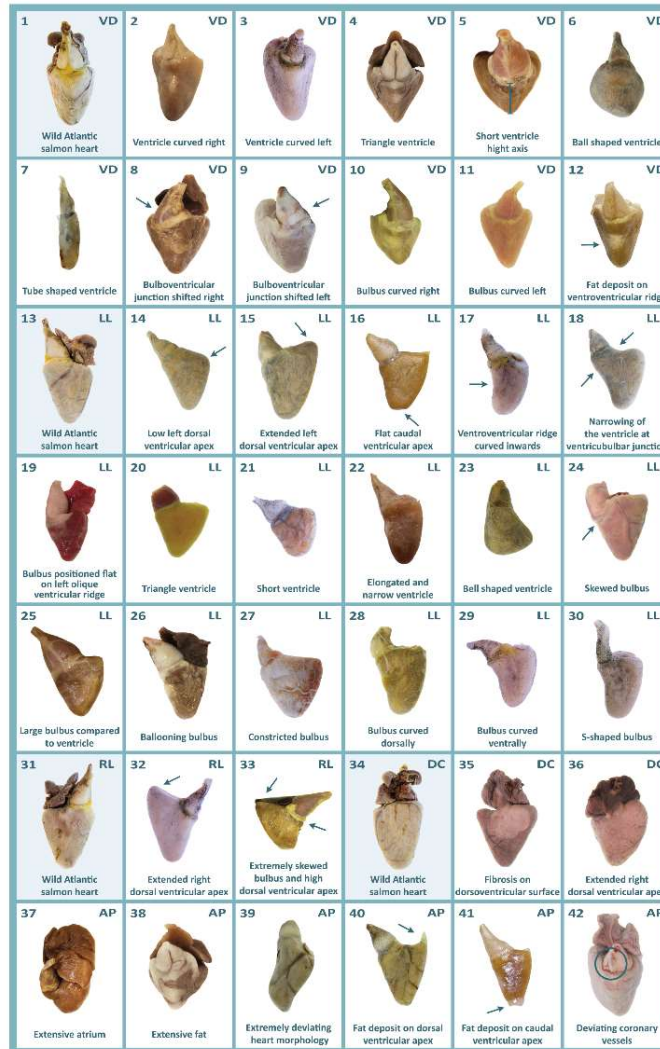 1 VD
Wild Atlantic
salmon heart
2 VD
Ventricle curved right
3 VD
Ventricle curved left
4 VD
Triangle ventricle
5 VD
Short ventricle
hight axis
6 VD
Ball shaped ventricle
7 VD
Tube shaped ventricle
8 VD
Bulboventricular
junction shifted right
9 VD
Bulboventricular
junction shifted left
10 VD
Bulbus curved right
11 VD
Bulbus curved left
12 VD
Fat deposit on
ventroventricular ridge
13 LL
Wild Atlantic
salmon heart
14 LL
Low left dorsal
ventricular apex
15 LL
Extended left
dorsal ventricular apex
16 LL
Flat caudal
ventricular apex
17 LL
Ventroventricular ridge
curved inwards
18 LL
Narrowing of
the ventricle at
ventricubulbar junction
19 LL
Bulbus positioned flat
on left olique
ventricular ridge
20 LL
Triangle ventricle
21 LL
Short ventricle
22 LL
Elongated and
narrow ventricle
23 LL
Bell shaped ventricle
24 LL
Skewed bulbus
25 LL
Large bulbus compared
to ventricle
26 LL
Ballooning bulbus
27 LL
Constricted bulbus
28 LL
Bulbus curved
dorsally
29 LL
Bulbus curved
ventrally
30 LL
S-shaped bulbus
31 RL
Wild Atlantic
salmon heart
32 RL
Extended right
dorsal ventricular apex
33 RL
Extremely skewed
bulbus and high
dorsal ventricular apex
34 DC
Wild Atlantic
salmon heart
35 DC
Fibrosis on
dorsoventricular surface
36 DC
Extended right
dorsal ventricular apex
37 AP
Extensive atrium
38 AP
Extensive fat
39 AP
Extremely deviating
heart morphology
40 AP
Fat deposit on dorsal
ventricular apex
41 AP
Fat deposit on caudal
ventricular apex
42 AP
Deviating coronary
vessels